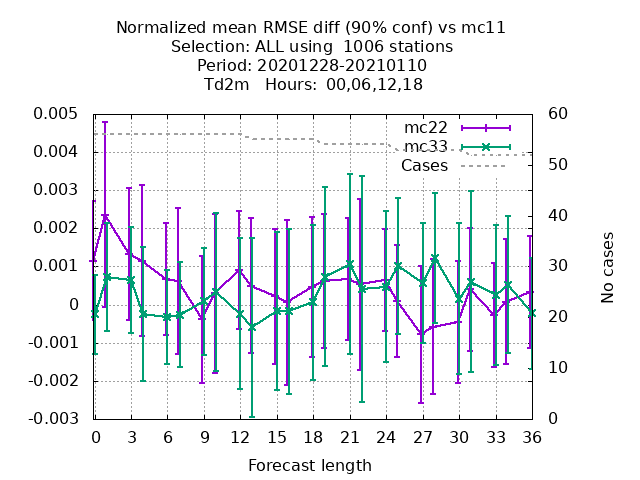 Normalized mean RMSE diff (90% conf) vs mc11
Selection: ALL using  1006 stations
Period: 20201228-20210110
Td2m   Hours:  00,06,12,18
mc22
mc33
Cases
0.005
0.004
0.003
0.002
0.001
0
-0.001
-0.002
-0.003
60
50
40
30
20
10
0
No cases
0 3 6 9 12 15 18 21 24 27 30 33 36
Forecast length